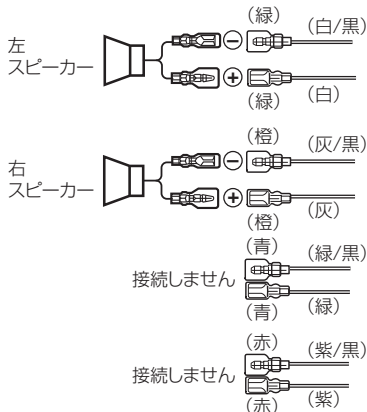 （緑）
（白/黒）
左
スピーカー
⊖
⊕
（緑）
（白）
（橙）
（灰/黒）
右
スピーカー
⊖
⊕
（橙）
（灰）
（青）
（緑/黒）
接続しません
（青）
（緑）
（赤）
（紫/黒）
接続しません
（赤）
（紫）